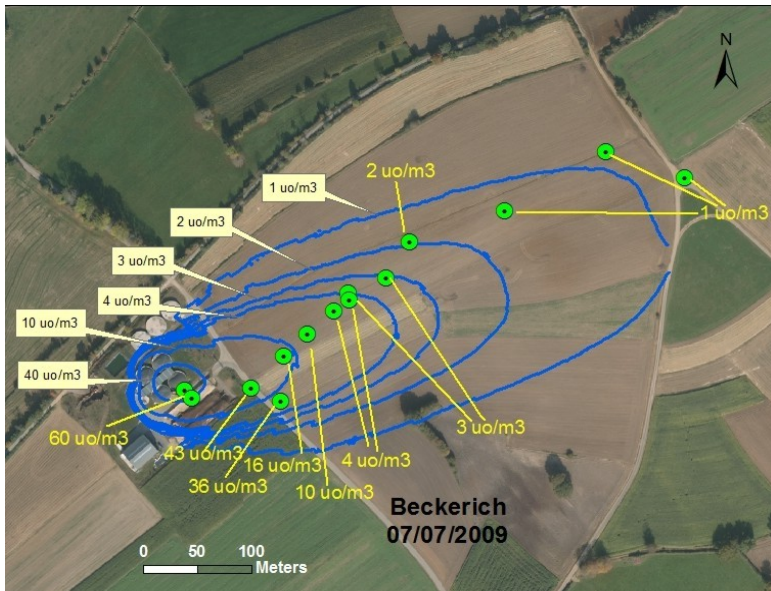 N
2 uo/m3
1 uo/m3
2 uo/m3
1 uo/m3
3 uo/m3
4 uo/m3
10 uo/m3
40 uo/m3
60 uo/m3
43 uo/m3
36 uo/m3
16 uo/m3
10 uo/m3
4 uo/m3
3 uo/m3
Beckerich
07/07/2009
0 50 100
Meters